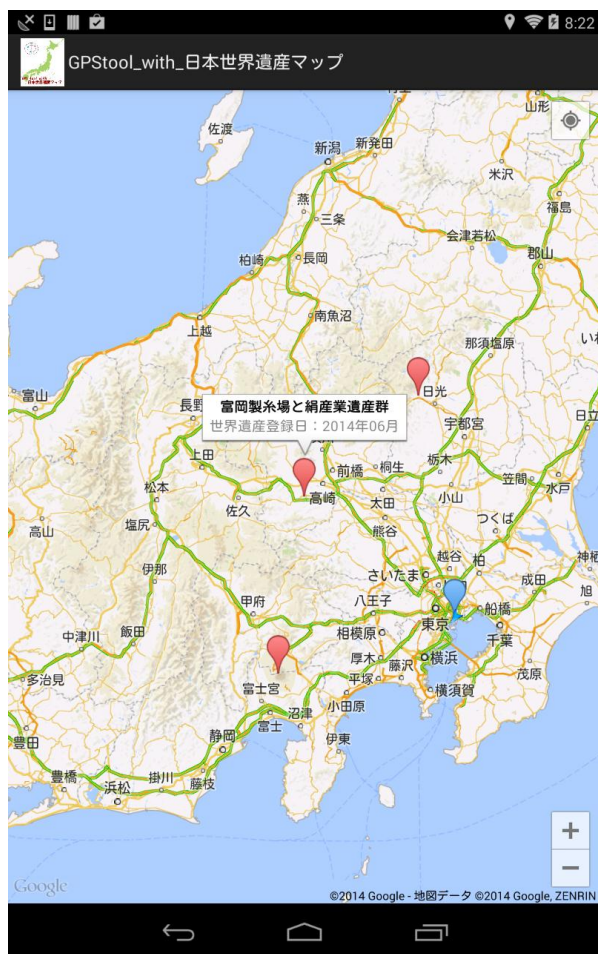 8:22
GPStool_with_日本世界遺産マップ
山形
佐渡
新潟
新発田
米沢
福島
燕
三条
会津若松
郡山
柏崎
長岡
南魚沼
上越
那須塩原
いわ
富山
日光
長野
富岡製糸場と絹産業遺産群
世界遺産登録日:2014年06月
宇都宮
日立
上田
前橋
桐生
栃木
笠間
水戸
松本
佐久
高崎
太田
小山
塩尻
高山
熊谷
つくば
越谷
柏
神栖
伊那
さいたま
成田
旭
甲府
八王子
船橋
東京
中津川
飯田
相模原
千葉
厚木
藤沢
横浜
茂原
多治見
富士宮
平塚
横須賀
小田原
沼津
富士
静岡
伊東
豊田
豊橋
掛川
藤枝
浜松
Google
©2014 Google - 地図データ ©2014 Google, ZENRIN